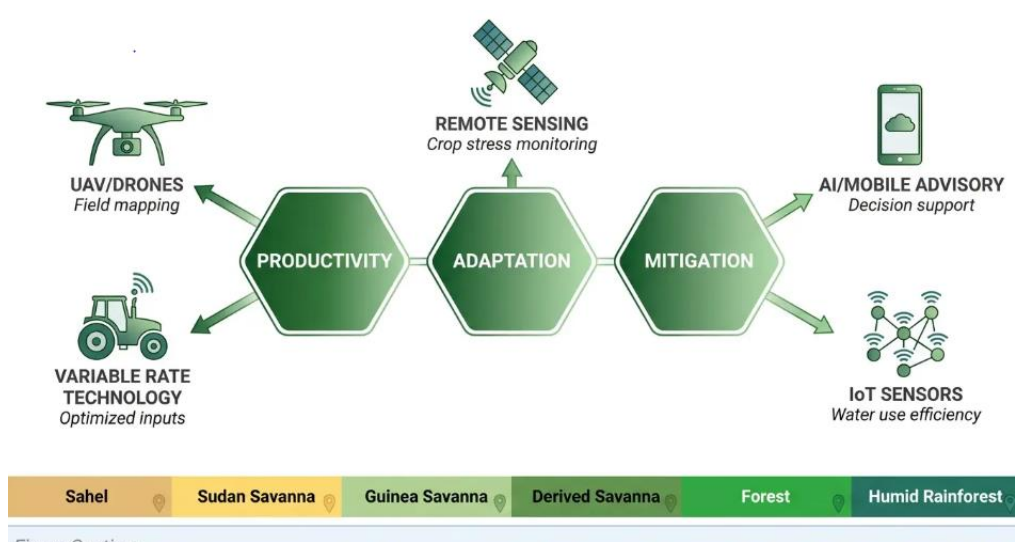 REMOTE SENSING
Crop stress monitoring
UAV/DRONES
Field mapping
AI/MOBILE ADVISORY
Decision support
PRODUCTIVITY
ADAPTATION
MITIGATION
VARIABLE RATE
TECHNOLOGY
Optimized inputs
IoT SENSORS
Water use efficiency
Sahel
Sudan Savanna
Guinea Savanna
Derived Savanna
Forest
Humid Rainforest